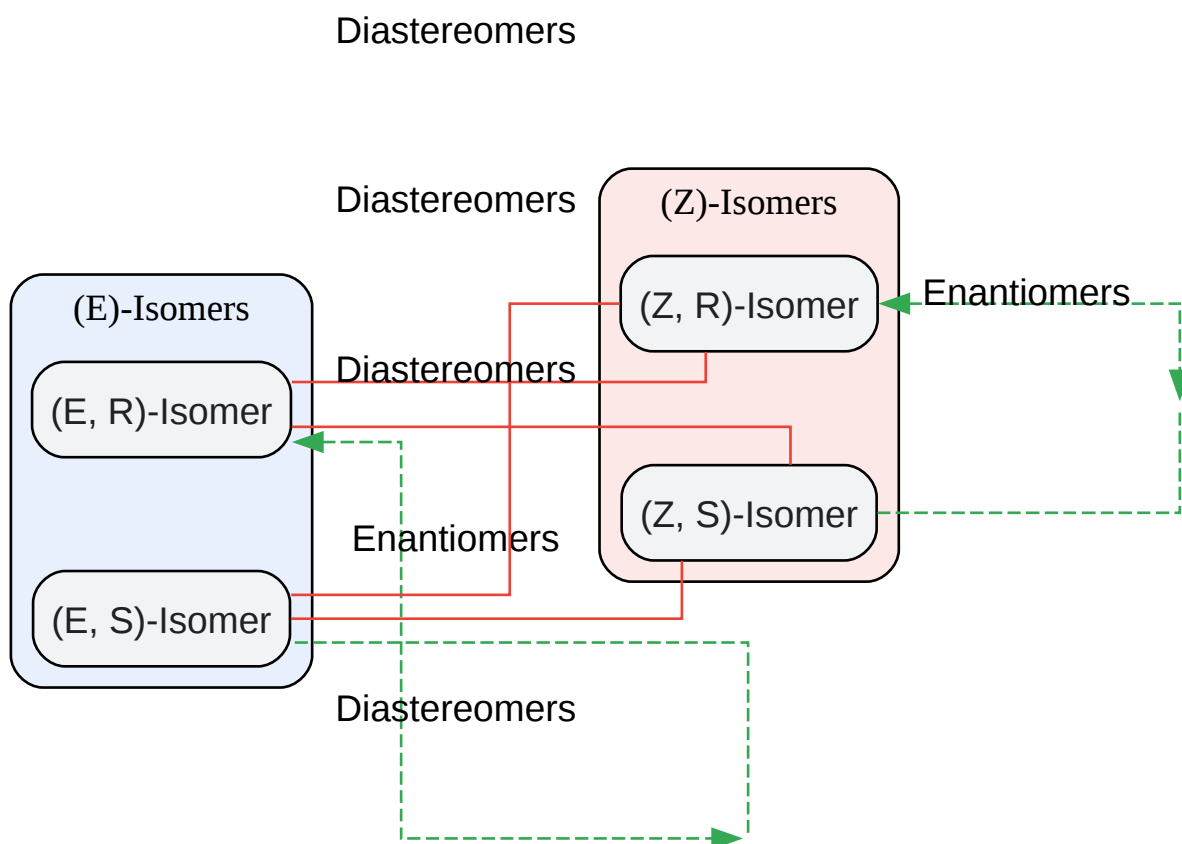 Diastereomers
Diastereomers
(Z)-Isomers
Enantiomers
(Z, R)-Isomer
(E)-Isomers
Diastereomers
(E, R)-Isomer
(Z, S)-Isomer
Enantiomers
(E, S)-Isomer
Diastereomers